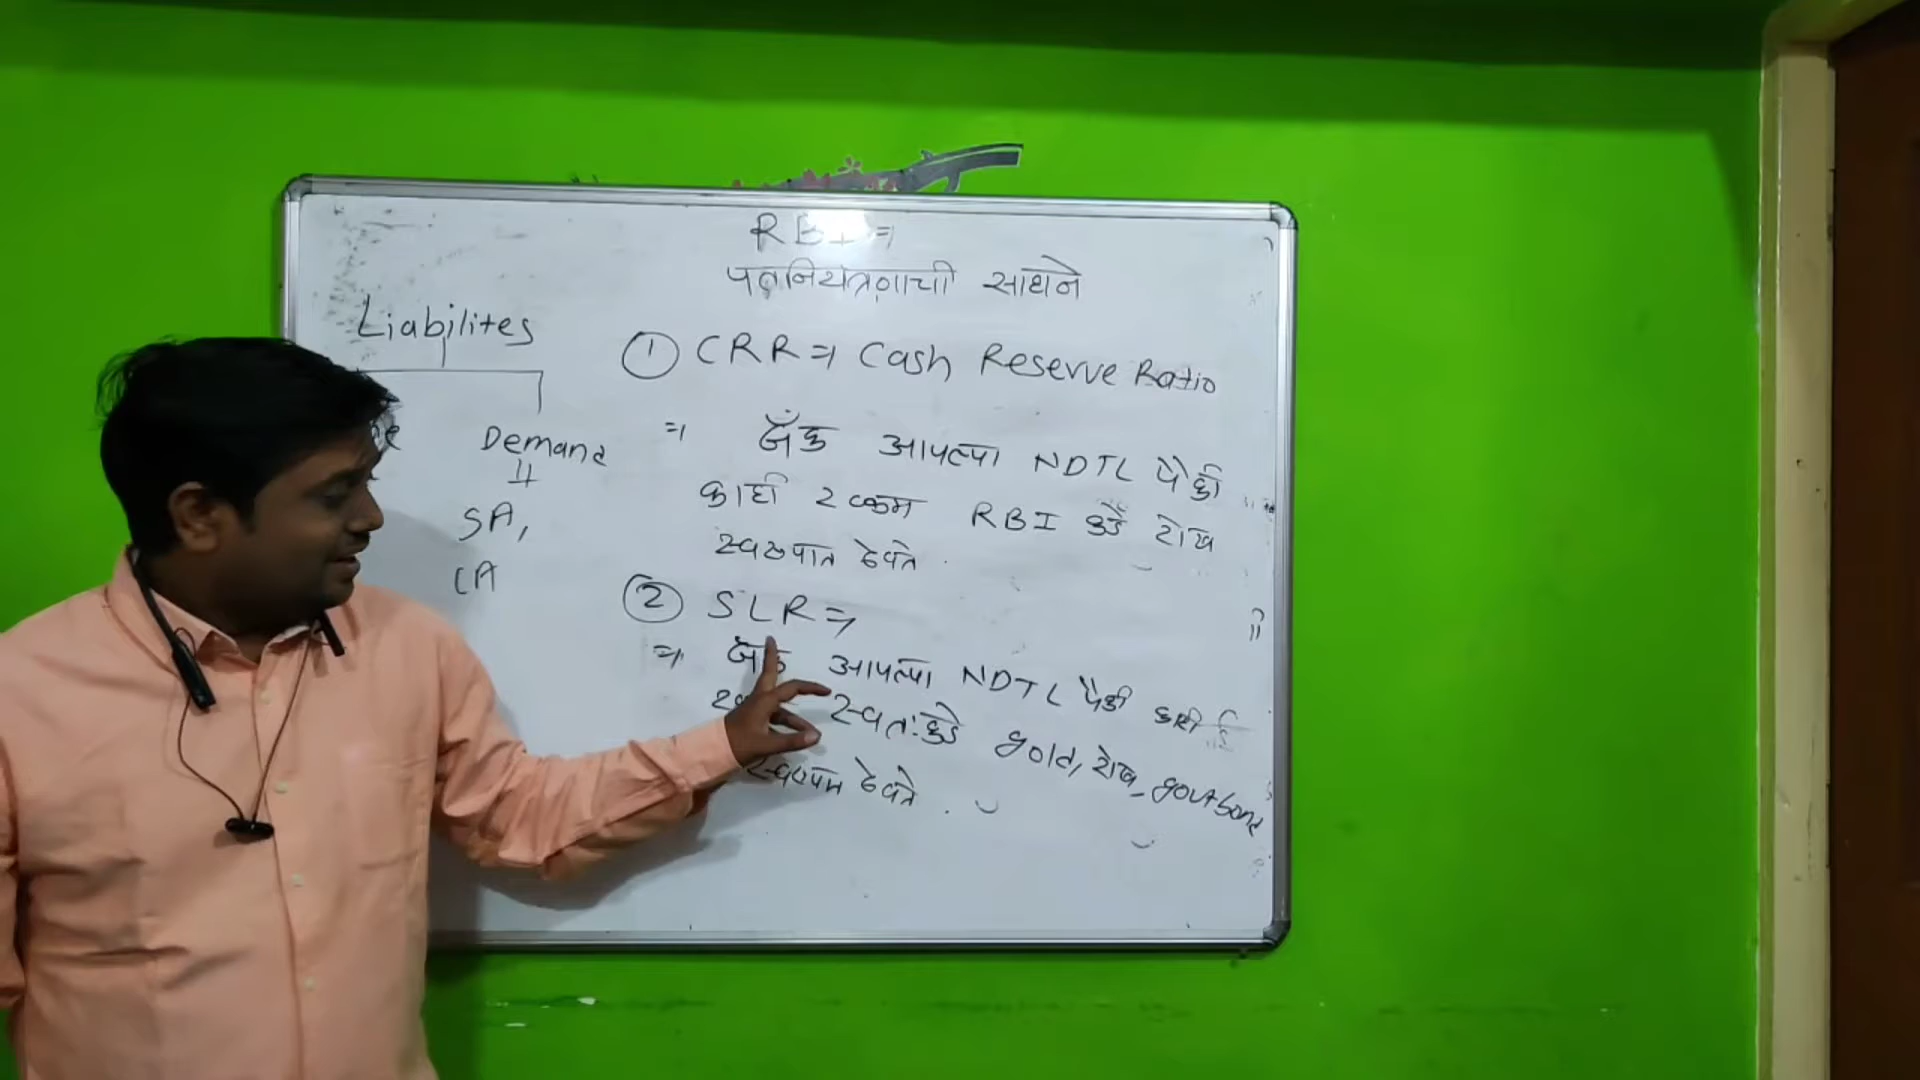 RBI =>
पतनियंत्रणाची साधने
Liabilites
Demand
SA,
CA
① CRR => Cash Reserve Ratio
=> बँक आपल्या NDTL पैकी
काही रक्कम RBI कडे रोख
स्वरुपात ठेवते.
② SLR =>
=> बँक आपल्या NDTL पैकी काही
स्वतःकडे gold, रोख, govt bond
स्वरुपात ठेवते.